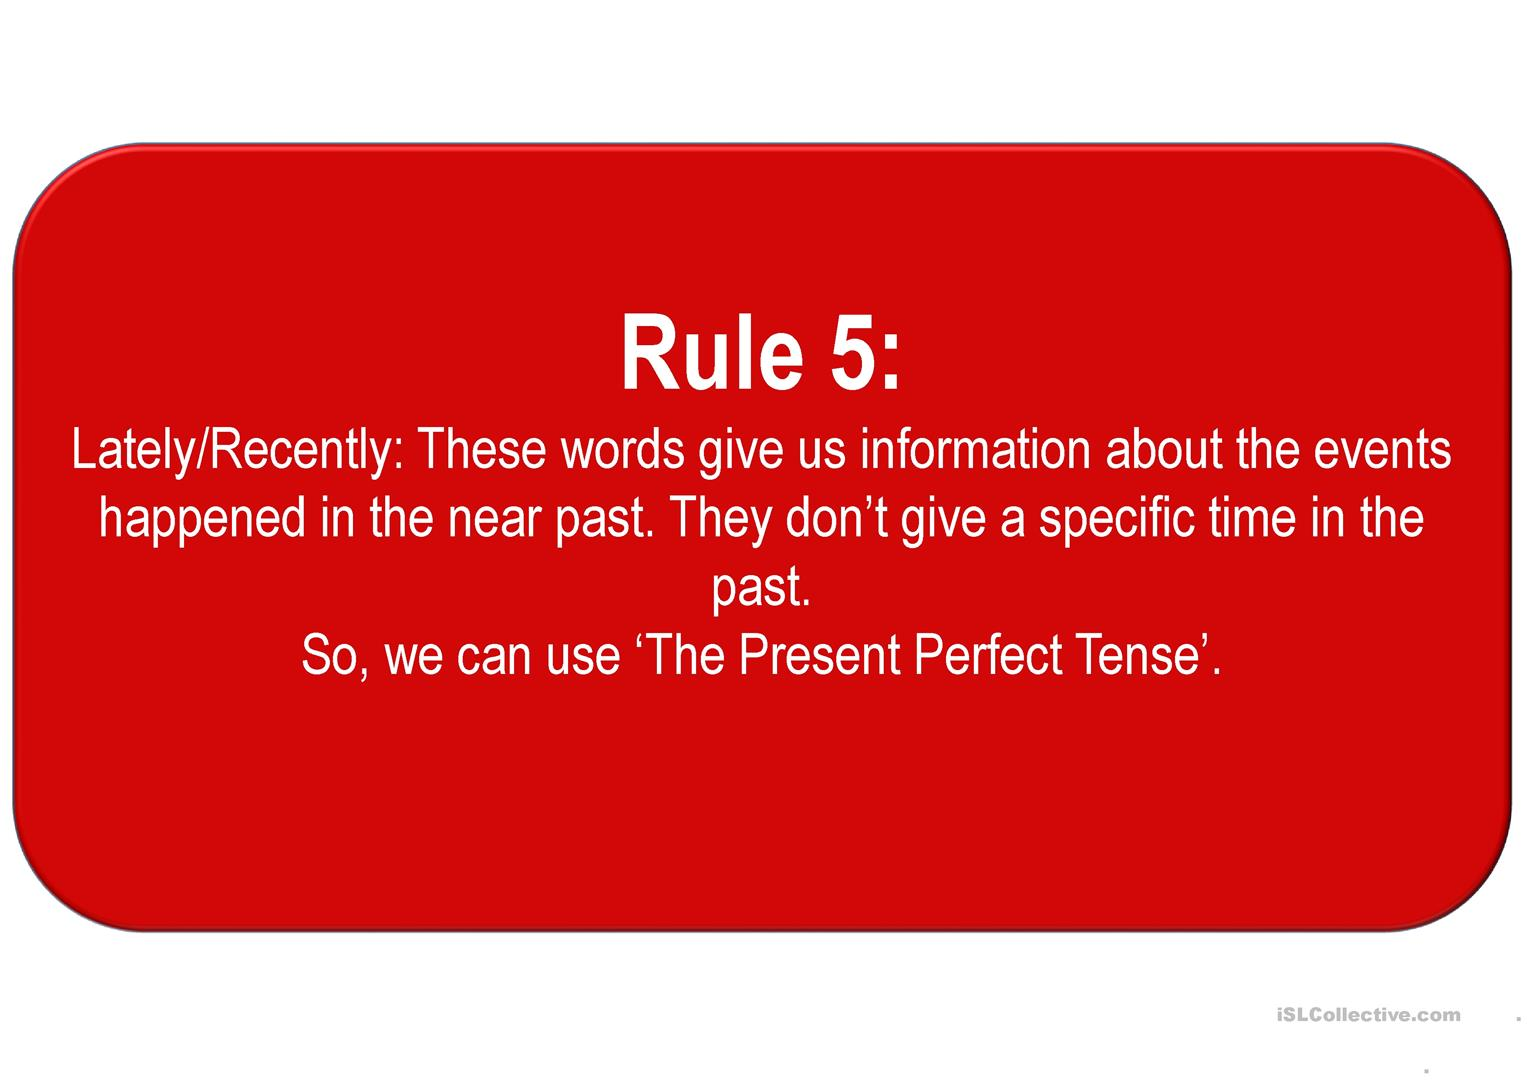 Rule 5:
Lately/Recently: These words give us information about the events
happened in the near past. They don’t give a specific time in the
past.
So, we can use ‘The Present Perfect Tense’.
iSLCollective.com